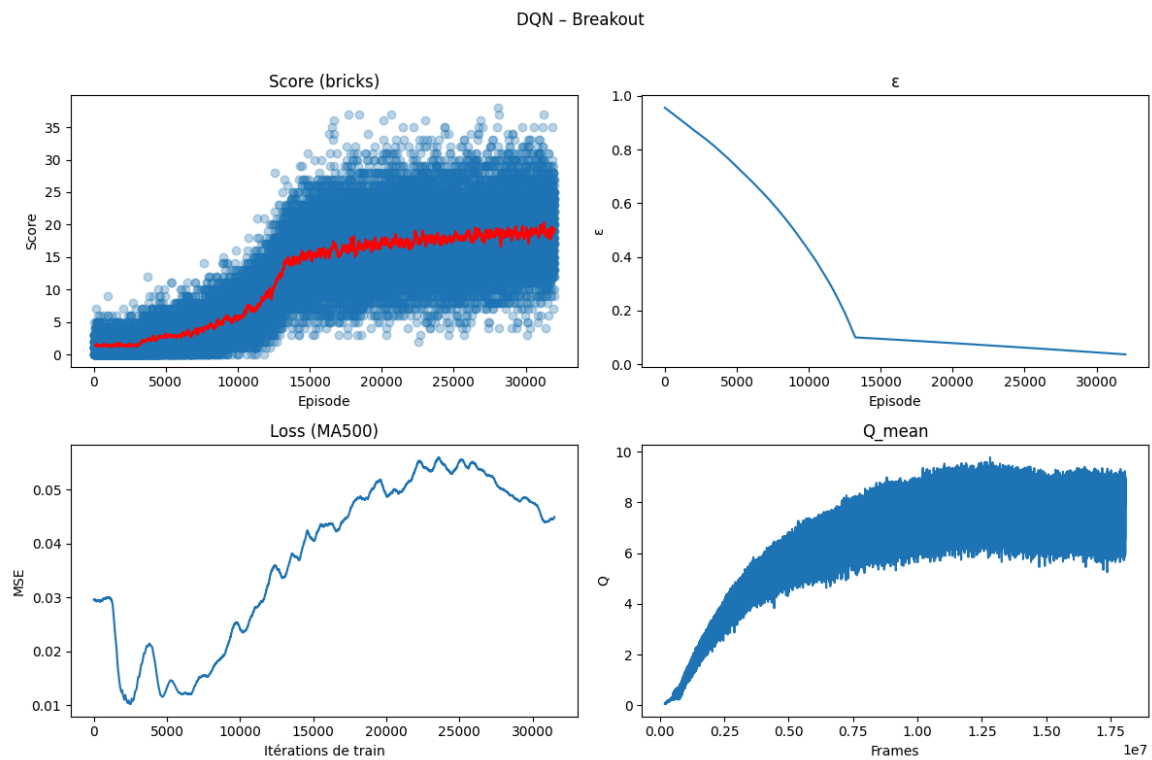 DQN – Breakout
Score (bricks)
35
30
25
20
15
10
5
0
Score
0 5000 10000 15000 20000 25000 30000
Episode
ε
1.0
0.8
0.6
0.4
0.2
0.0
ε
0 5000 10000 15000 20000 25000 30000
Episode
Loss (MA500)
0.05
0.04
0.03
0.02
0.01
MSE
0 5000 10000 15000 20000 25000 30000
Itérations de train
Q_mean
10
8
6
4
2
0
Q
0.00 0.25 0.50 0.75 1.00 1.25 1.50 1.75
1e7
Frames